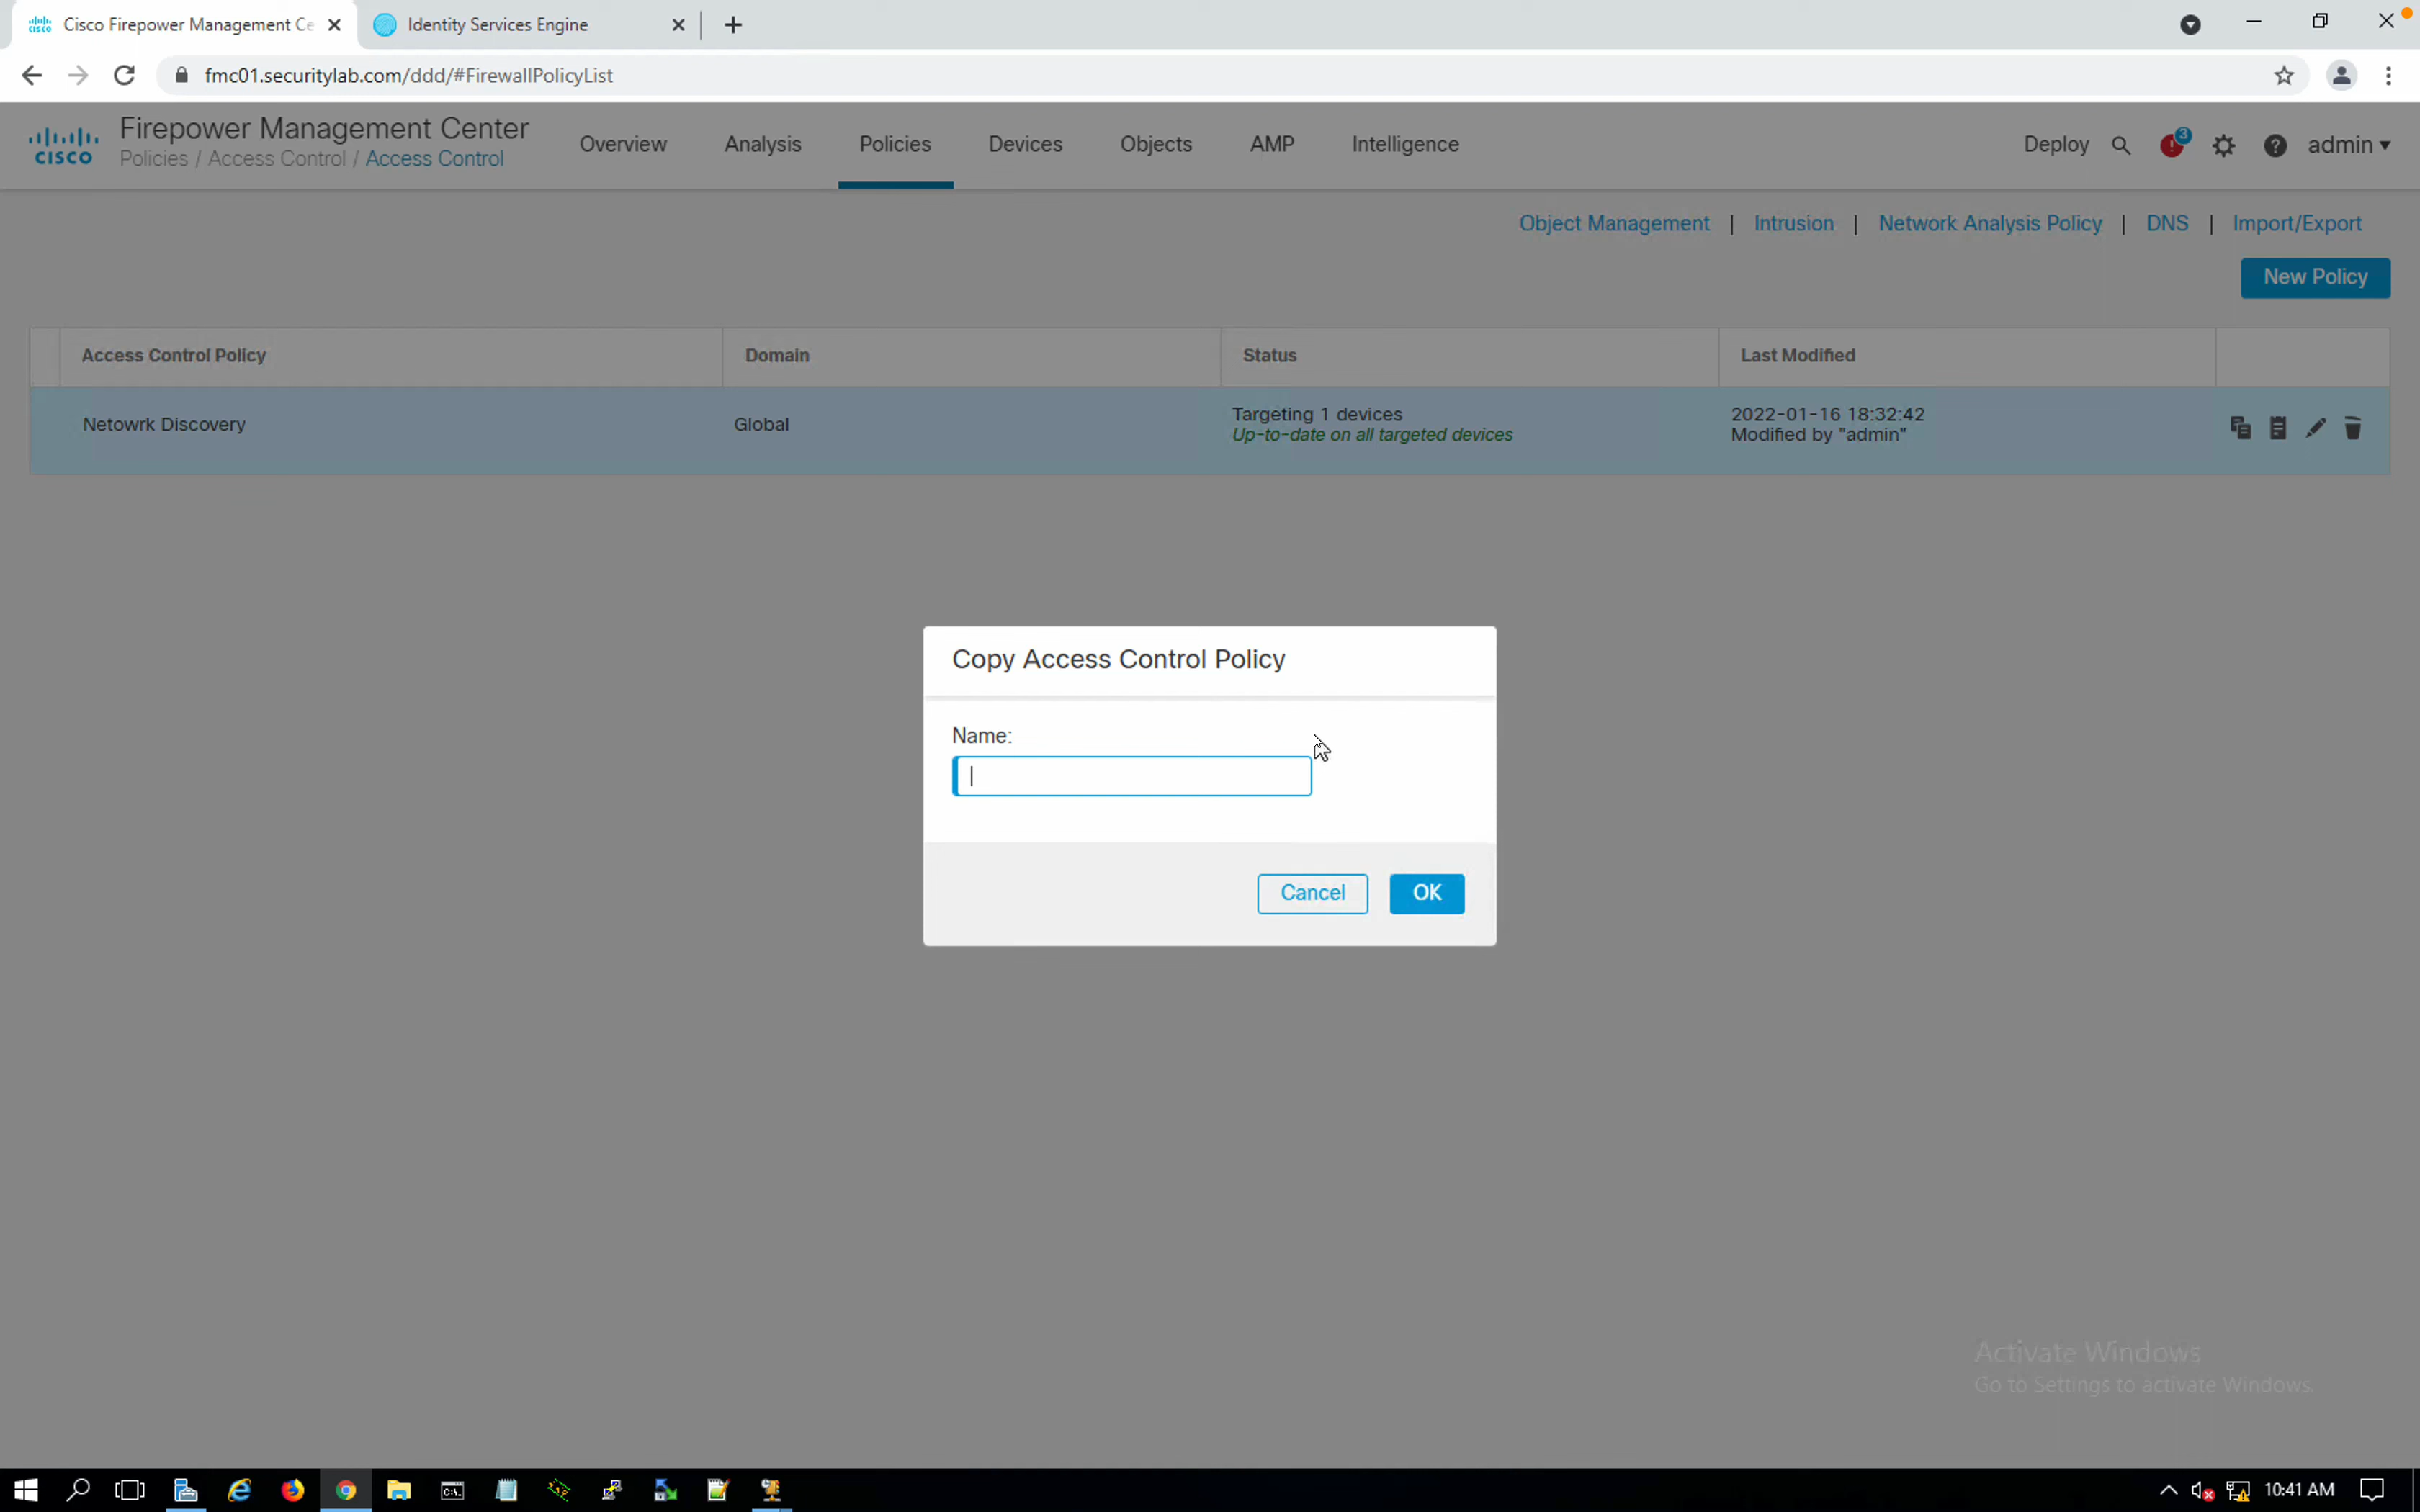 Cisco Firepower Management Ce
Identity Services Engine
fmc01.securitylab.com/ddd/#FirewallPolicyList
CISCO
Firepower Management Center
Policies / Access Control / Access Control
Overview
Analysis
Policies
Devices
Objects
AMP
Intelligence
Deploy
3
admin
Object Management | Intrusion | Network Analysis Policy | DNS | Import/Export
New Policy
Access Control Policy
Domain
Status
Last Modified
Netowrk Discovery
Global
Targeting 1 devices
Up-to-date on all targeted devices
2022-01-16 18:32:42
Modified by "admin"
Copy Access Control Policy
Name:
Cancel
OK
Activate Windows
Go to Settings to activate Windows.
10:41 AM